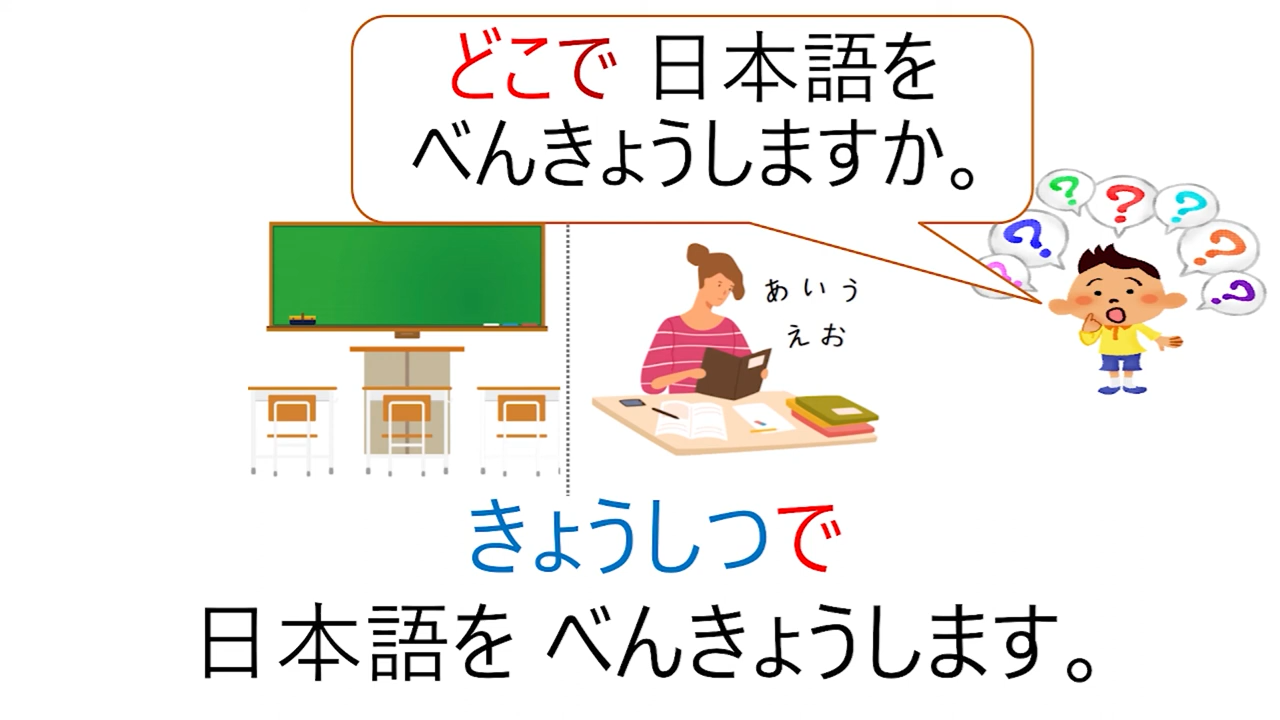 どこで 日本語を
べんきょうしますか。
? ? ? ? ? ? ?
あ い う
え お
きょうしつで
日本語を べんきょうします。